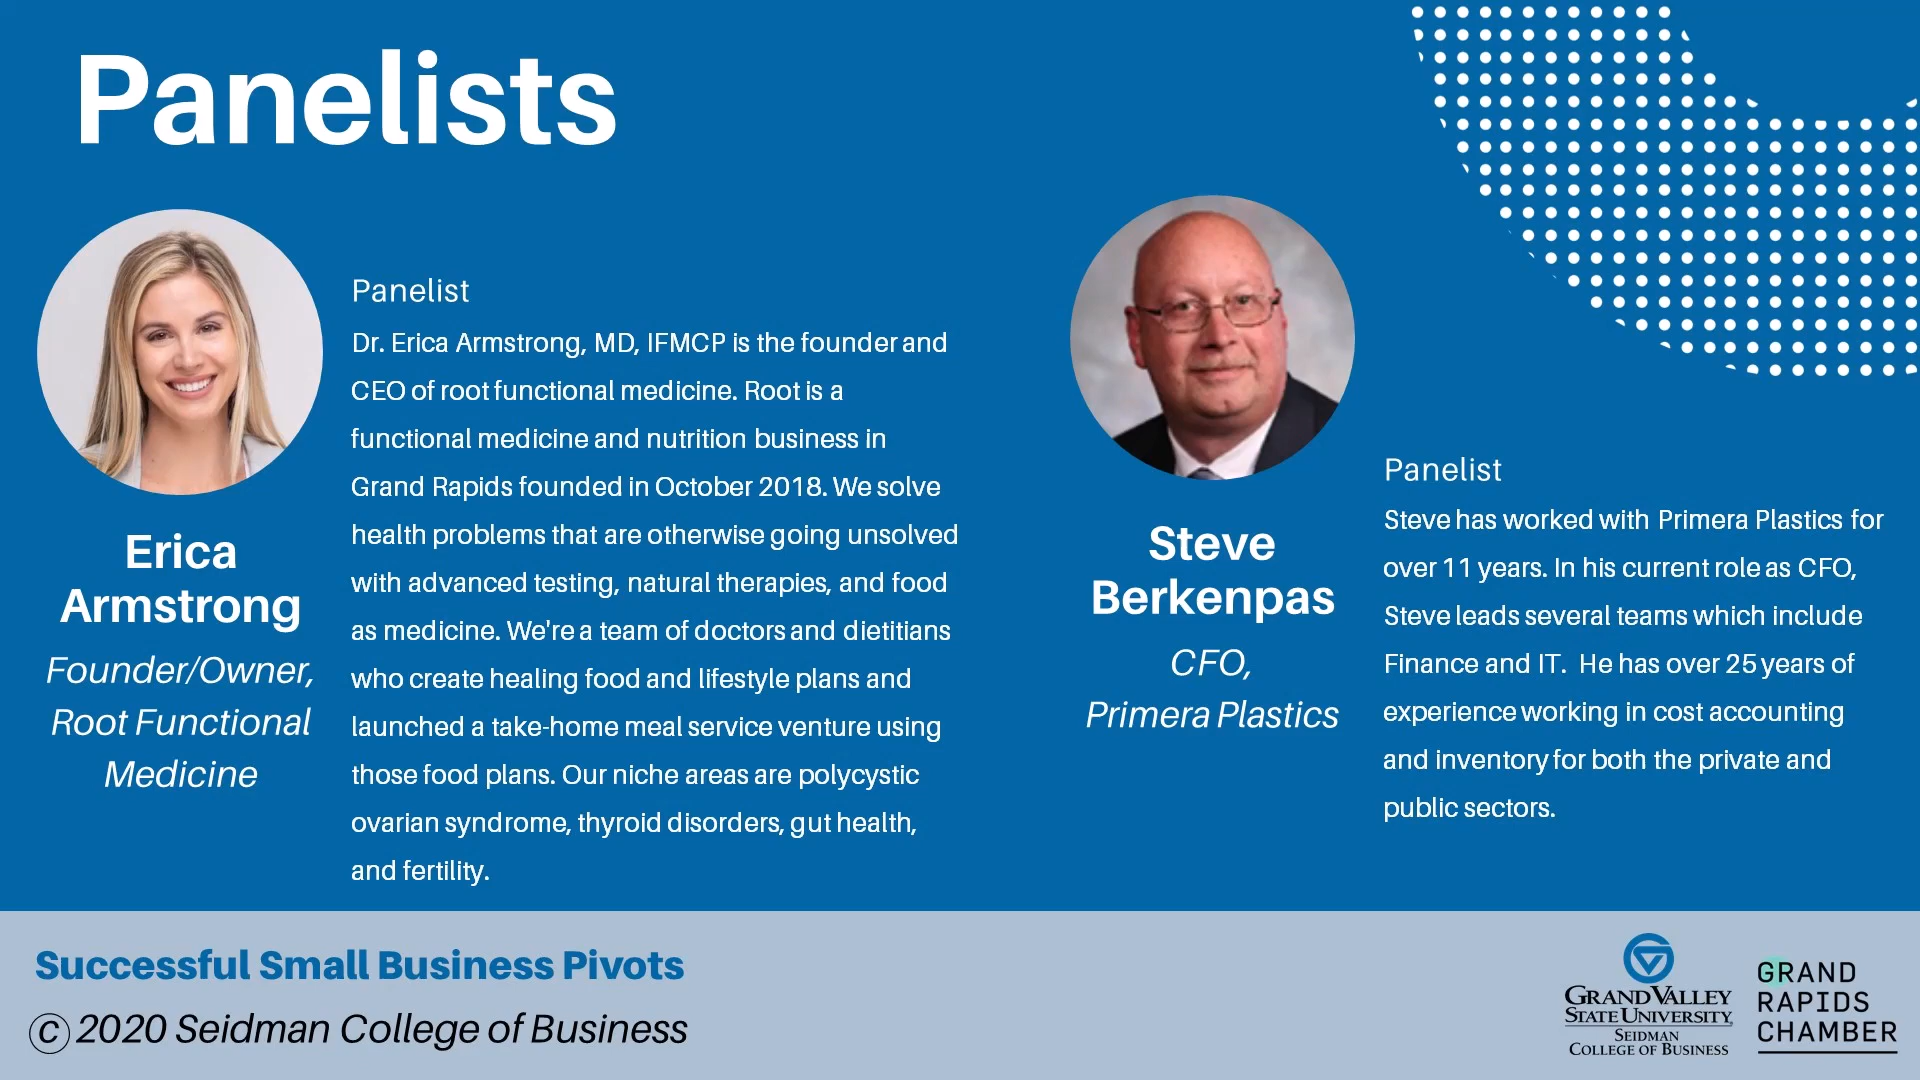 Panelists
Erica
Armstrong
Founder/Owner,
Root Functional
Medicine
Panelist
Dr. Erica Armstrong, MD, IFMCP is the founder and
CEO of root functional medicine. Root is a
functional medicine and nutrition business in
Grand Rapids founded in October 2018. We solve
health problems that are otherwise going unsolved
with advanced testing, natural therapies, and food
as medicine. We're a team of doctors and dietitians
who create healing food and lifestyle plans and
launched a take-home meal service venture using
those food plans. Our niche areas are polycystic
ovarian syndrome, thyroid disorders, gut health,
and fertility.
Steve
Berkenpas
CFO,
Primera Plastics
Panelist
Steve has worked with Primera Plastics for
over 11 years. In his current role as CFO,
Steve leads several teams which include
Finance and IT.  He has over 25 years of
experience working in cost accounting
and inventory for both the private and
public sectors.
Successful Small Business Pivots
© 2020 Seidman College of Business
GRAND VALLEY
STATE UNIVERSITY
SEIDMAN
COLLEGE OF BUSINESS
GRAND
RAPIDS
CHAMBER